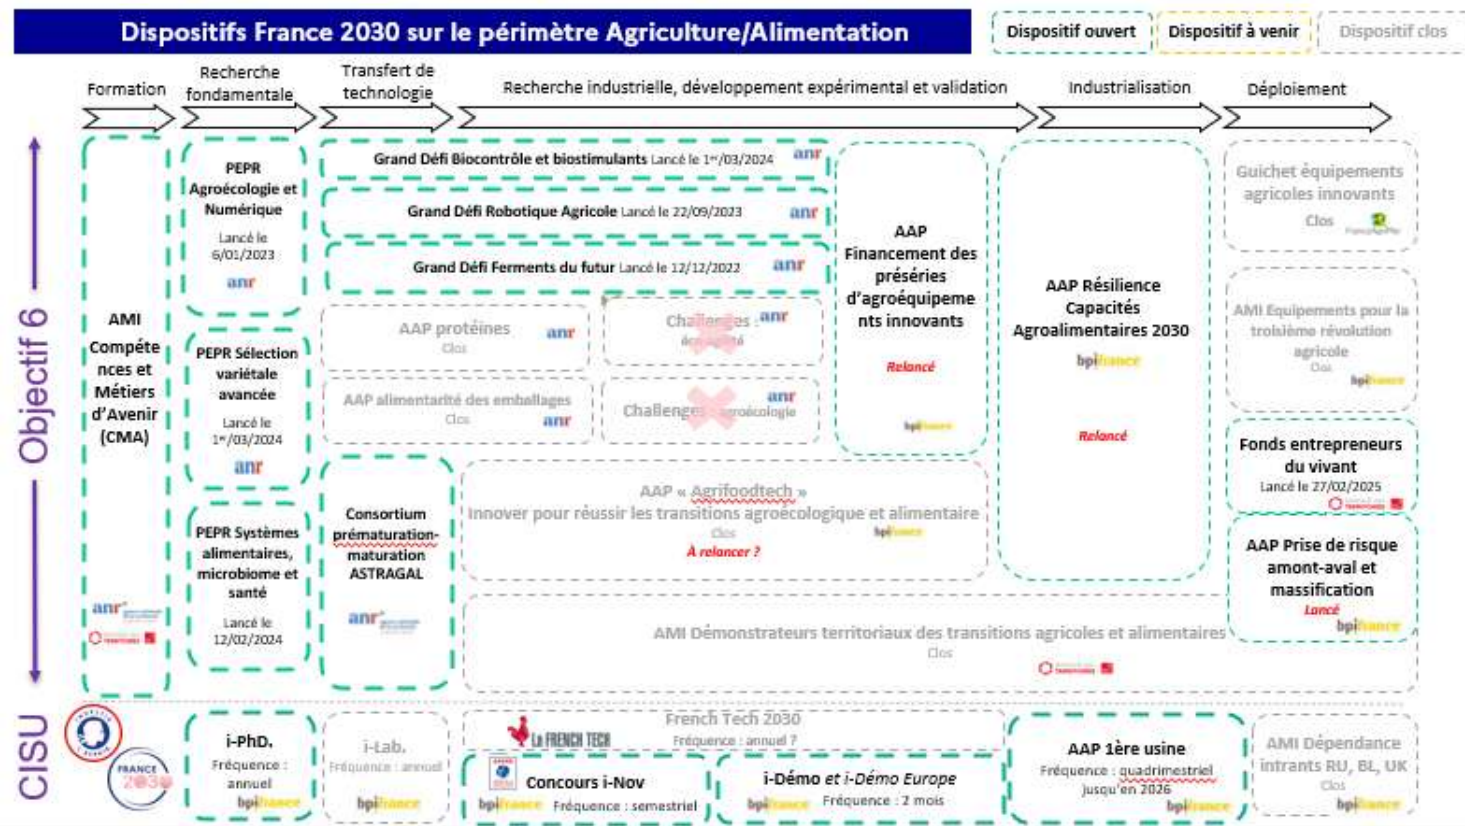 Dispositifs France 2030 sur le périmètre Agriculture/Alimentation
Dispositif ouvert
Dispositif à venir
Dispositif clos
Formation
Recherche
fondamentale
Transfert de
technologie
Recherche industrielle, développement expérimental et validation
Industrialisation
Déploiement
Objectif 6
AMI
Compéte
nces et
Métiers
d'Avenir
(CMA)
anr
TERRITOIRES
PEPR
Agroécologie et
Numérique
Lancé le
6/01/2023
anr
PEPR Sélection
variétale
avancée
Lancé le
1er/03/2024
anr
PEPR Systèmes
alimentaires,
microbiome et
santé
Lancé le
12/02/2024
Grand Défi Biocontrôle et biostimulants Lancé le 1er/03/2024 anr
Grand Défi Robotique Agricole Lancé le 22/09/2023 anr
Grand Défi Ferments du futur Lancé le 12/12/2022 anr
AAP protéines
Clos
anr
Challenges :
anr
AAP alimentarité des emballages
Clos
anr
Challenges
agroécologie
anr
Consortium
prématuration-
maturation
ASTRAGAL
anr
AAP
Financement des
préséries
d'agroéquipeme
nts innovants
Relancé
bpifrance
AAP « Agrifoodtech »
Innover pour réussir les transitions agroécologique et alimentaire
Clos
bpifrance
À relancer ?
AMI Démonstrateurs territoriaux des transitions agricoles et alimentaires
Clos
TERRITOIRES
AAP Résilience
Capacités
Agroalimentaires 2030
bpifrance
Relancé
Guichet équipements
agricoles innovants
Clos
FranceAgriMer
AMI Equipements pour la
troisième révolution
agricole
Clos
bpifrance
Fonds entrepreneurs
du vivant
Lancé le 27/02/2025
TERRITOIRES
AAP Prise de risque
amont-aval et
massification
Lancé
bpifrance
CISU
FRANCE
2030
i-PhD.
Fréquence :
annuel
bpifrance
i-Lab.
Fréquence : annuel
bpifrance
La FRENCH TECH
French Tech 2030
Fréquence : annuel ?
Concours i-Nov
bpifrance
Fréquence : semestriel
i-Démo et i-Démo Europe
bpifrance
Fréquence : 2 mois
AAP 1ère usine
Fréquence : quadrimestriel
jusqu'en 2026
bpifrance
AMI Dépendance
intrants RU, BL, UK
Clos
bpifrance